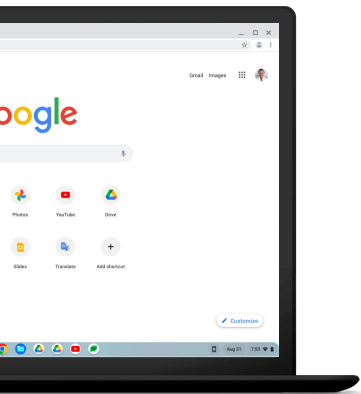 Gmail Images
oogle
Photos YouTube Drive
Slides Translate Add shortcut
Customize
Aug 31 7:53